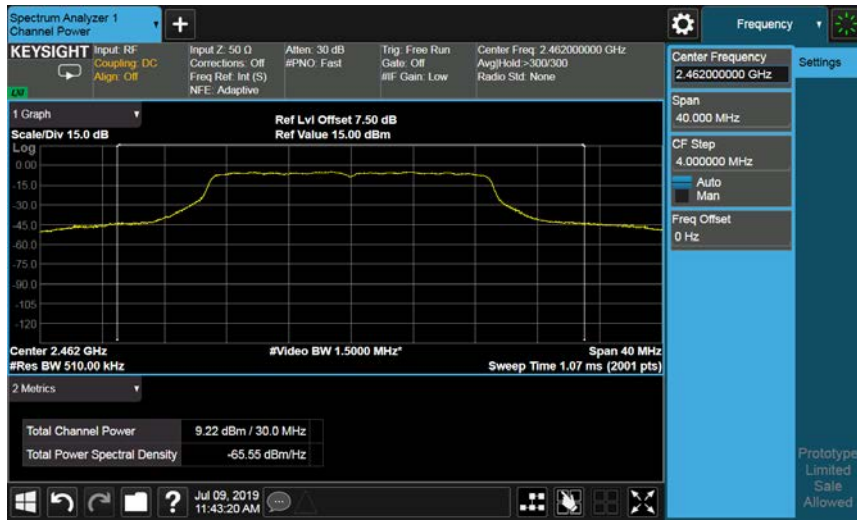 Spectrum Analyzer 1
Channel Power
+
Frequency
KEYSIGHT
Input: RF
Coupling: DC
Align: Off
Input Z: 50 Ω
Corrections: Off
Freq Ref: Int (S)
NFE: Adaptive
Atten: 30 dB
#PNO: Fast
Trig: Free Run
Gate: Off
#IF Gain: Low
Center Freq: 2.462000000 GHz
Avg|Hold:>300/300
Radio Std: None
LXI
Center Frequency
2.462000000 GHz
Settings
Span
40.000 MHz
CF Step
4.000000 MHz
Auto
Man
Freq Offset
0 Hz
1 Graph
Scale/Div 15.0 dB
Ref Lvl Offset 7.50 dB
Ref Value 15.00 dBm
Log
0.00
-15.0
-30.0
-45.0
-60.0
-75.0
-90.0
-105
-120
Center 2.462 GHz
#Video BW 1.5000 MHz*
Span 40 MHz
#Res BW 510.00 kHz
Sweep Time 1.07 ms (2001 pts)
2 Metrics
Total Channel Power 9.22 dBm / 30.0 MHz
Total Power Spectral Density -65.55 dBm/Hz
Prototype
Limited
Sale
Allowed
?
Jul 09, 2019
11:43:20 AM